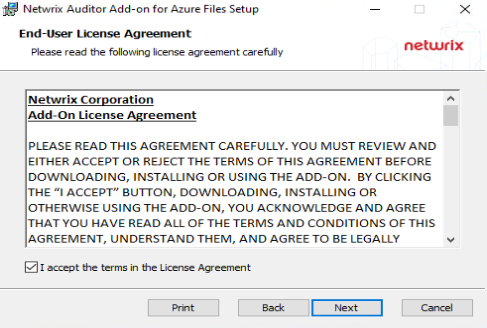 Netwrix Auditor Add-on for Azure Files Setup
End-User License Agreement
Please read the following license agreement carefully
netwrix
Netwrix Corporation
Add-On License Agreement
PLEASE READ THIS AGREEMENT CAREFULLY. YOU MUST REVIEW AND
EITHER ACCEPT OR REJECT THE TERMS OF THIS AGREEMENT BEFORE
DOWNLOADING, INSTALLING OR USING THE ADD-ON. BY CLICKING
THE “I ACCEPT” BUTTON, DOWNLOADING, INSTALLING OR
OTHERWISE USING THE ADD-ON, YOU ACKNOWLEDGE AND AGREE
THAT YOU HAVE READ ALL OF THE TERMS AND CONDITIONS OF THIS
AGREEMENT, UNDERSTAND THEM, AND AGREE TO BE LEGALLY
I accept the terms in the License Agreement
Print
Back
Next
Cancel